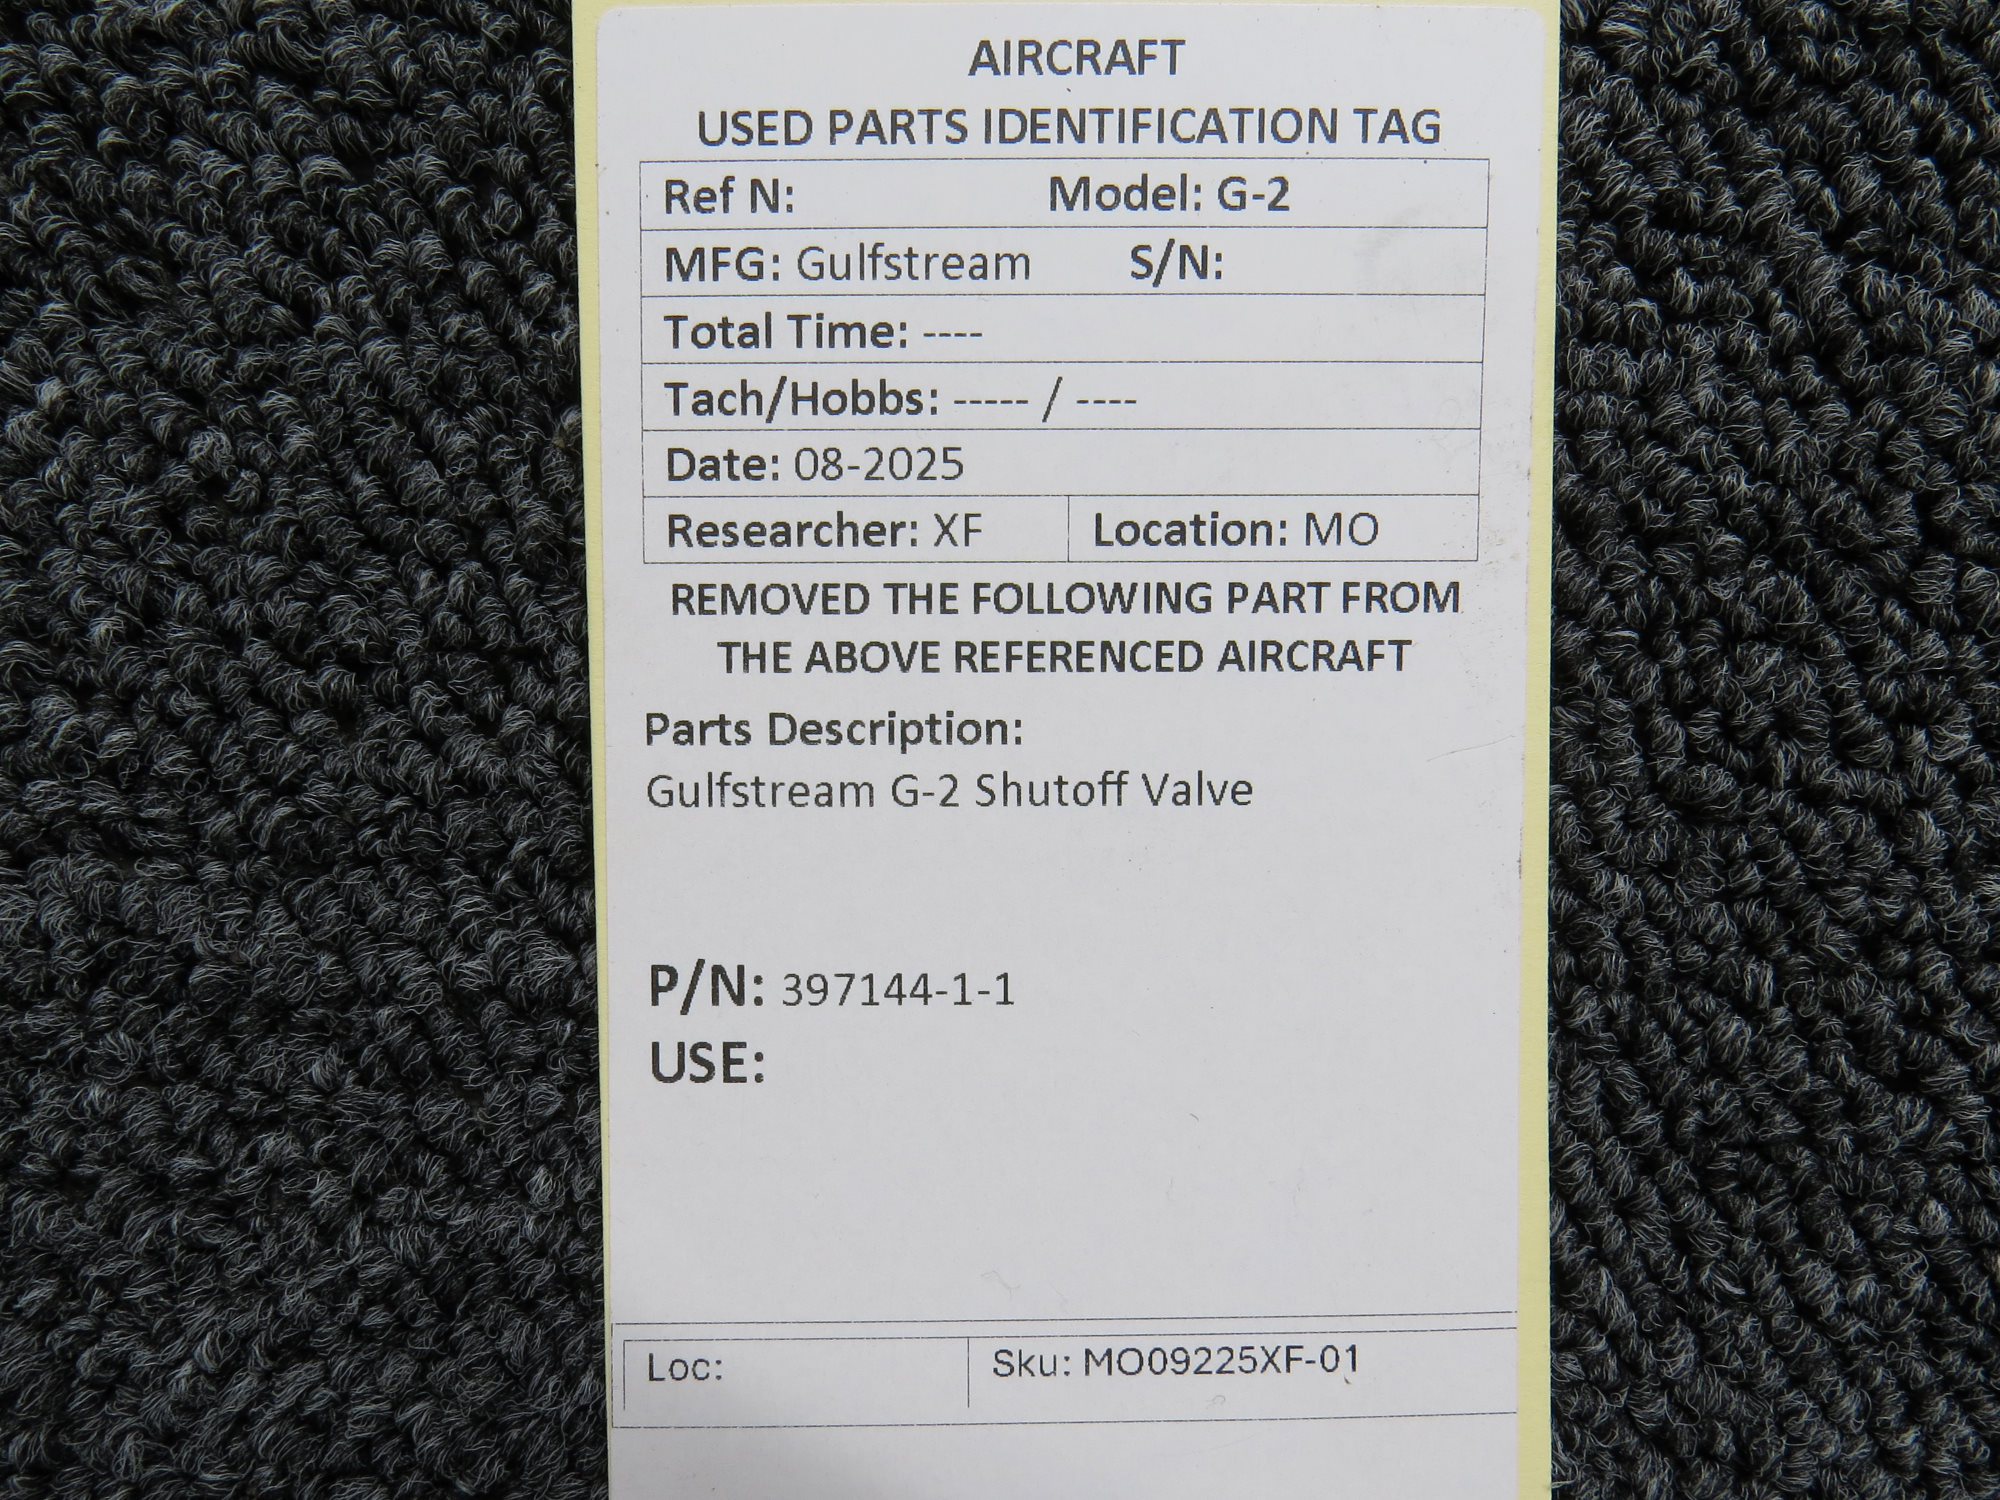 AIRCRAFT
USED PARTS IDENTIFICATION TAG
Ref N: Model: G-2
MFG: Gulfstream S/N:
Total Time: ----
Tach/Hobbs: ----- / ----
Date: 08-2025
Researcher: XF Location: MO
REMOVED THE FOLLOWING PART FROM
THE ABOVE REFERENCED AIRCRAFT
Parts Description:
Gulfstream G-2 Shutoff Valve
P/N: 397144-1-1
USE:
Loc: Sku: MO09225XF-01